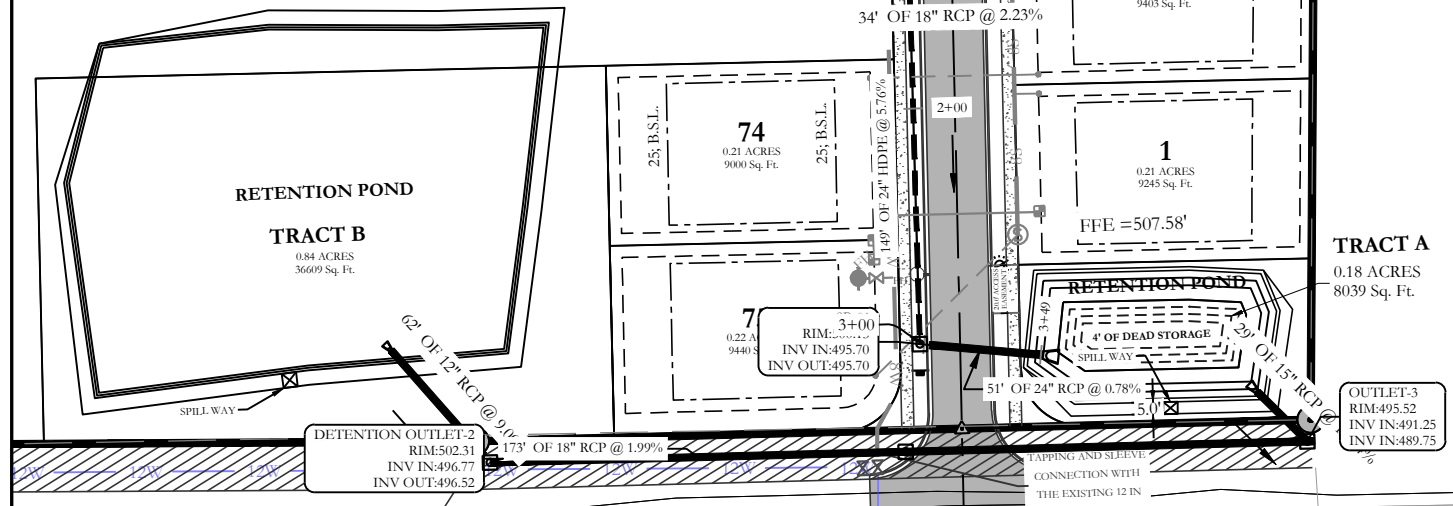 9403 Sq. Ft.
34' OF 18" RCP @ 2.23%
2+00
149' OF 24" HDPE @ 5.76%
25; B.S.L.
74
0.21 ACRES
9000 Sq. Ft.
25; B.S.L.
1
0.21 ACRES
9245 Sq. Ft.
FFE =507.58'
RETENTION POND
TRACT B
0.84 ACRES
36609 Sq. Ft.
TRACT A
0.18 ACRES
8039 Sq. Ft.
RETENTION POND
4' OF DEAD STORAGE
SPILL WAY
3+49
20.0' ACCESS
EASEMENT
3+00
RIM:
INV IN:495.70
INV OUT:495.70
0.22
9440
51' OF 24" RCP @ 0.78%
5.0'
29' OF 15" RCP @
OUTLET-3
RIM:495.52
INV IN:491.25
INV OUT:489.75
62' OF 12" RCP @
SPILL WAY
DETENTION OUTLET-2
RIM:502.31
INV IN:496.77
INV OUT:496.52
173' OF 18" RCP @ 1.99%
12W
12W
12W
12W
12W
12W
12W
TAPPING AND SLEEVE
CONNECTION WITH
THE EXISTING 12 IN